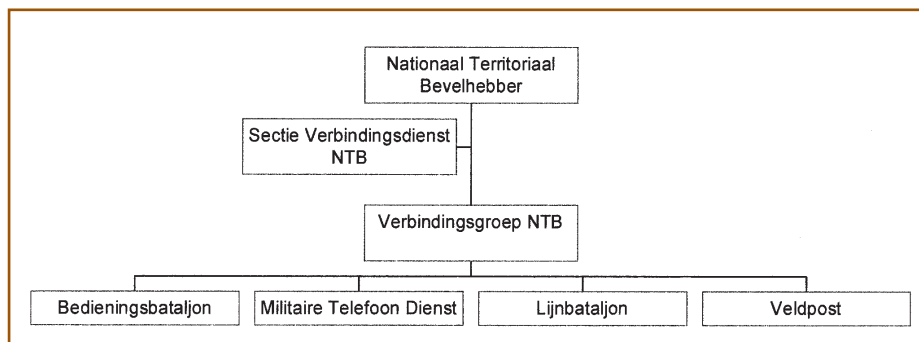 Nationaal Territoriaal
Bevelhebber
Sectie Verbindingsdienst
NTB
Verbindingsgroep NTB
Bedieningsbataljon
Militaire Telefoon Dienst
Lijnbataljon
Veldpost